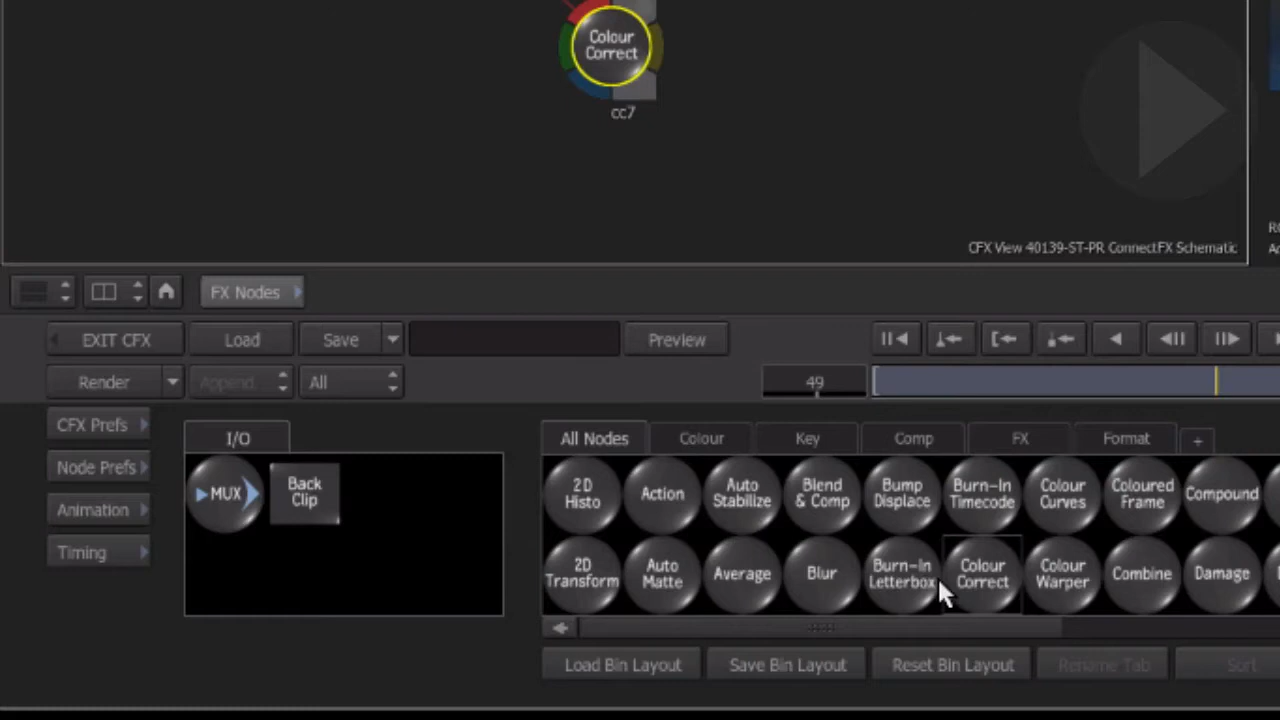 Colour
Correct
cc7
CFX View 40139-ST-PR ConnectFX Schematic
FX Nodes
EXIT CFX
Load
Save
Preview
Render
Append
All
49
CFX Prefs
Node Prefs
Animation
Timing
I/O
MUX
Back
Clip
All Nodes
Colour
Key
Comp
FX
Format
+
2D
Histo
Action
Auto
Stabilize
Blend
& Comp
Bump
Displace
Burn-In
Timecode
Colour
Curves
Coloured
Frame
Compound
2D
Transform
Auto
Matte
Average
Blur
Burn-In
Letterbox
Colour
Correct
Colour
Warper
Combine
Damage
Load Bin Layout
Save Bin Layout
Reset Bin Layout
Rename Tab
Sort